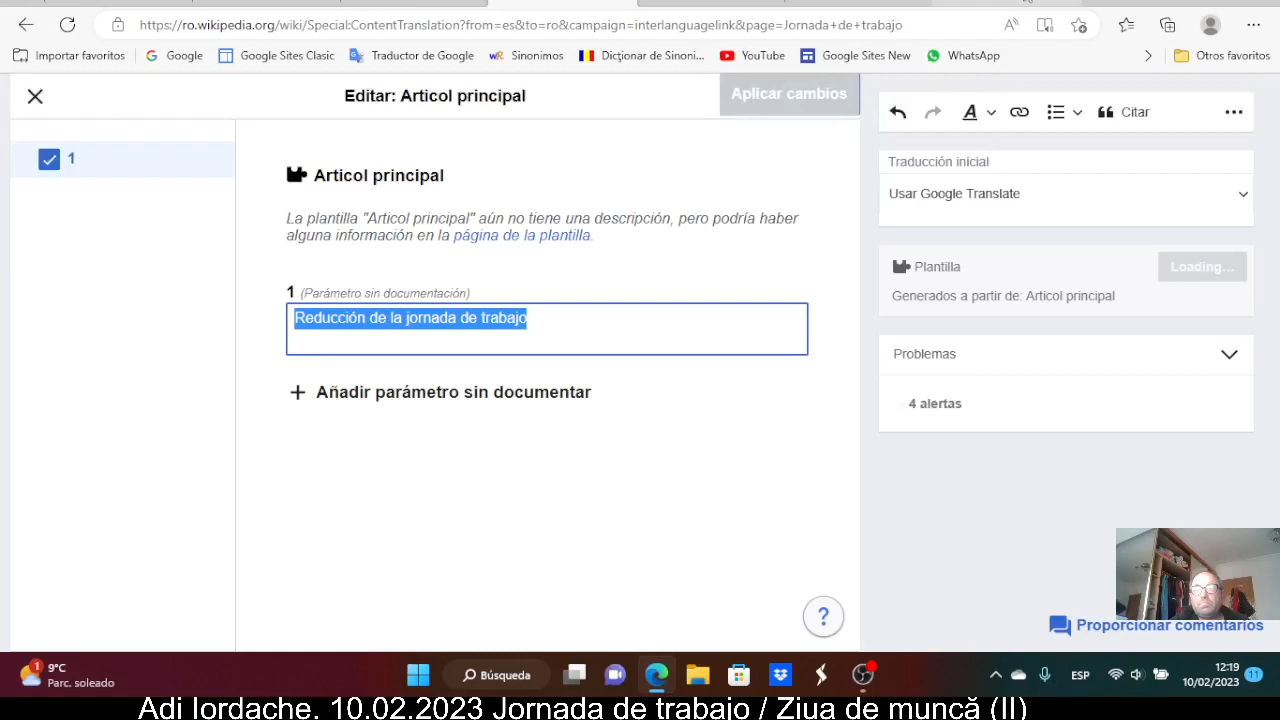 https://ro.wikipedia.org/wiki/Special:ContentTranslation?from=es&to=ro&campaign=interlanguagelink&page=Jornada+de+trabajo
Importar favoritos
Google
Google Sites Clasic
Traductor de Google
wR Sinonimos
Dicționar de Sinoni...
YouTube
Google Sites New
WhatsApp
Otros favoritos
Editar: Articol principal
Aplicar cambios
1
Articol principal
La plantilla "Articol principal" aún no tiene una descripción, pero podría haber
alguna información en la página de la plantilla.
1 (Parámetro sin documentación)
Reducción de la jornada de trabajo
+ Añadir parámetro sin documentar
?
A
Citar
Traducción inicial
Usar Google Translate
Plantilla
Loading...
Generados a partir de: Articol principal
Problemas
4 alertas
Proporcionar comentarios
1
9°C
Parc. soleado
Búsqueda
ESP
12:19
10/02/2023
11
Adi Iordache. 10.02.2023 Jornada de trabajo / Ziua de muncă (II)